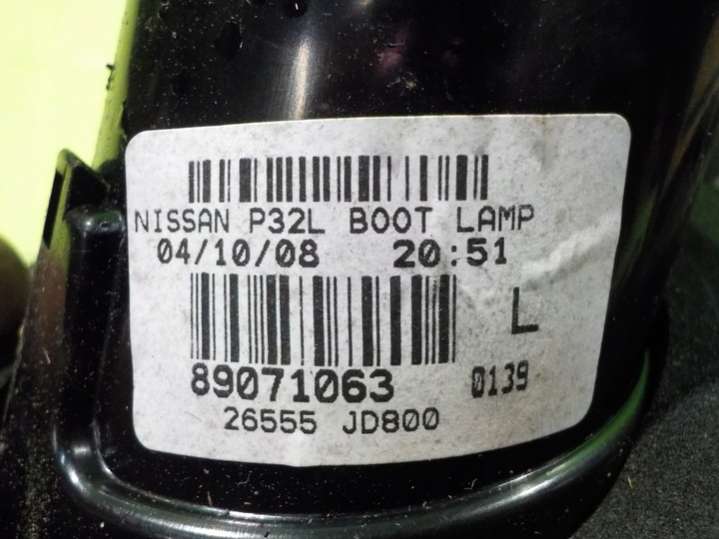 NISSAN P32L BOOT LAMP
04/10/08 20:51
L
89071063 0139
26555 JD800